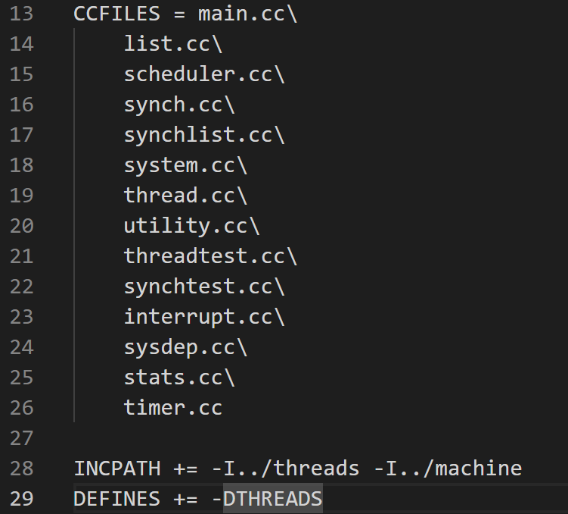 13 CCFILES = main.cc\
14 list.cc\
15 scheduler.cc\
16 synch.cc\
17 synchlist.cc\
18 system.cc\
19 thread.cc\
20 utility.cc\
21 threadtest.cc\
22 synchtest.cc\
23 interrupt.cc\
24 sysdep.cc\
25 stats.cc\
26 timer.cc
27
28 INCPATH += -I../threads -I../machine
29 DEFINES += -DTHREADS